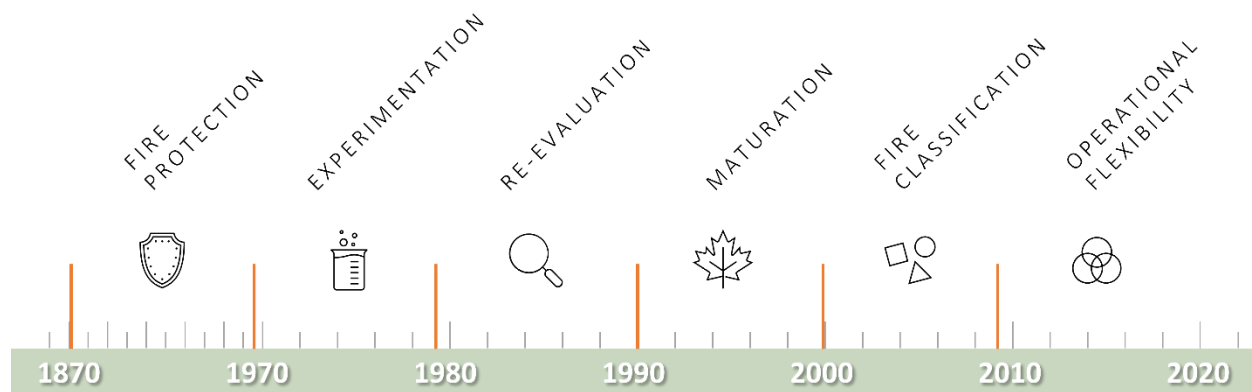 FIRE
PROTECTION
EXPERIMENTATION
RE-EVALUATION
MATURATION
FIRE
CLASSIFICATION
OPERATIONAL
FLEXIBILITY
1870
1970
1980
1990
2000
2010
2020